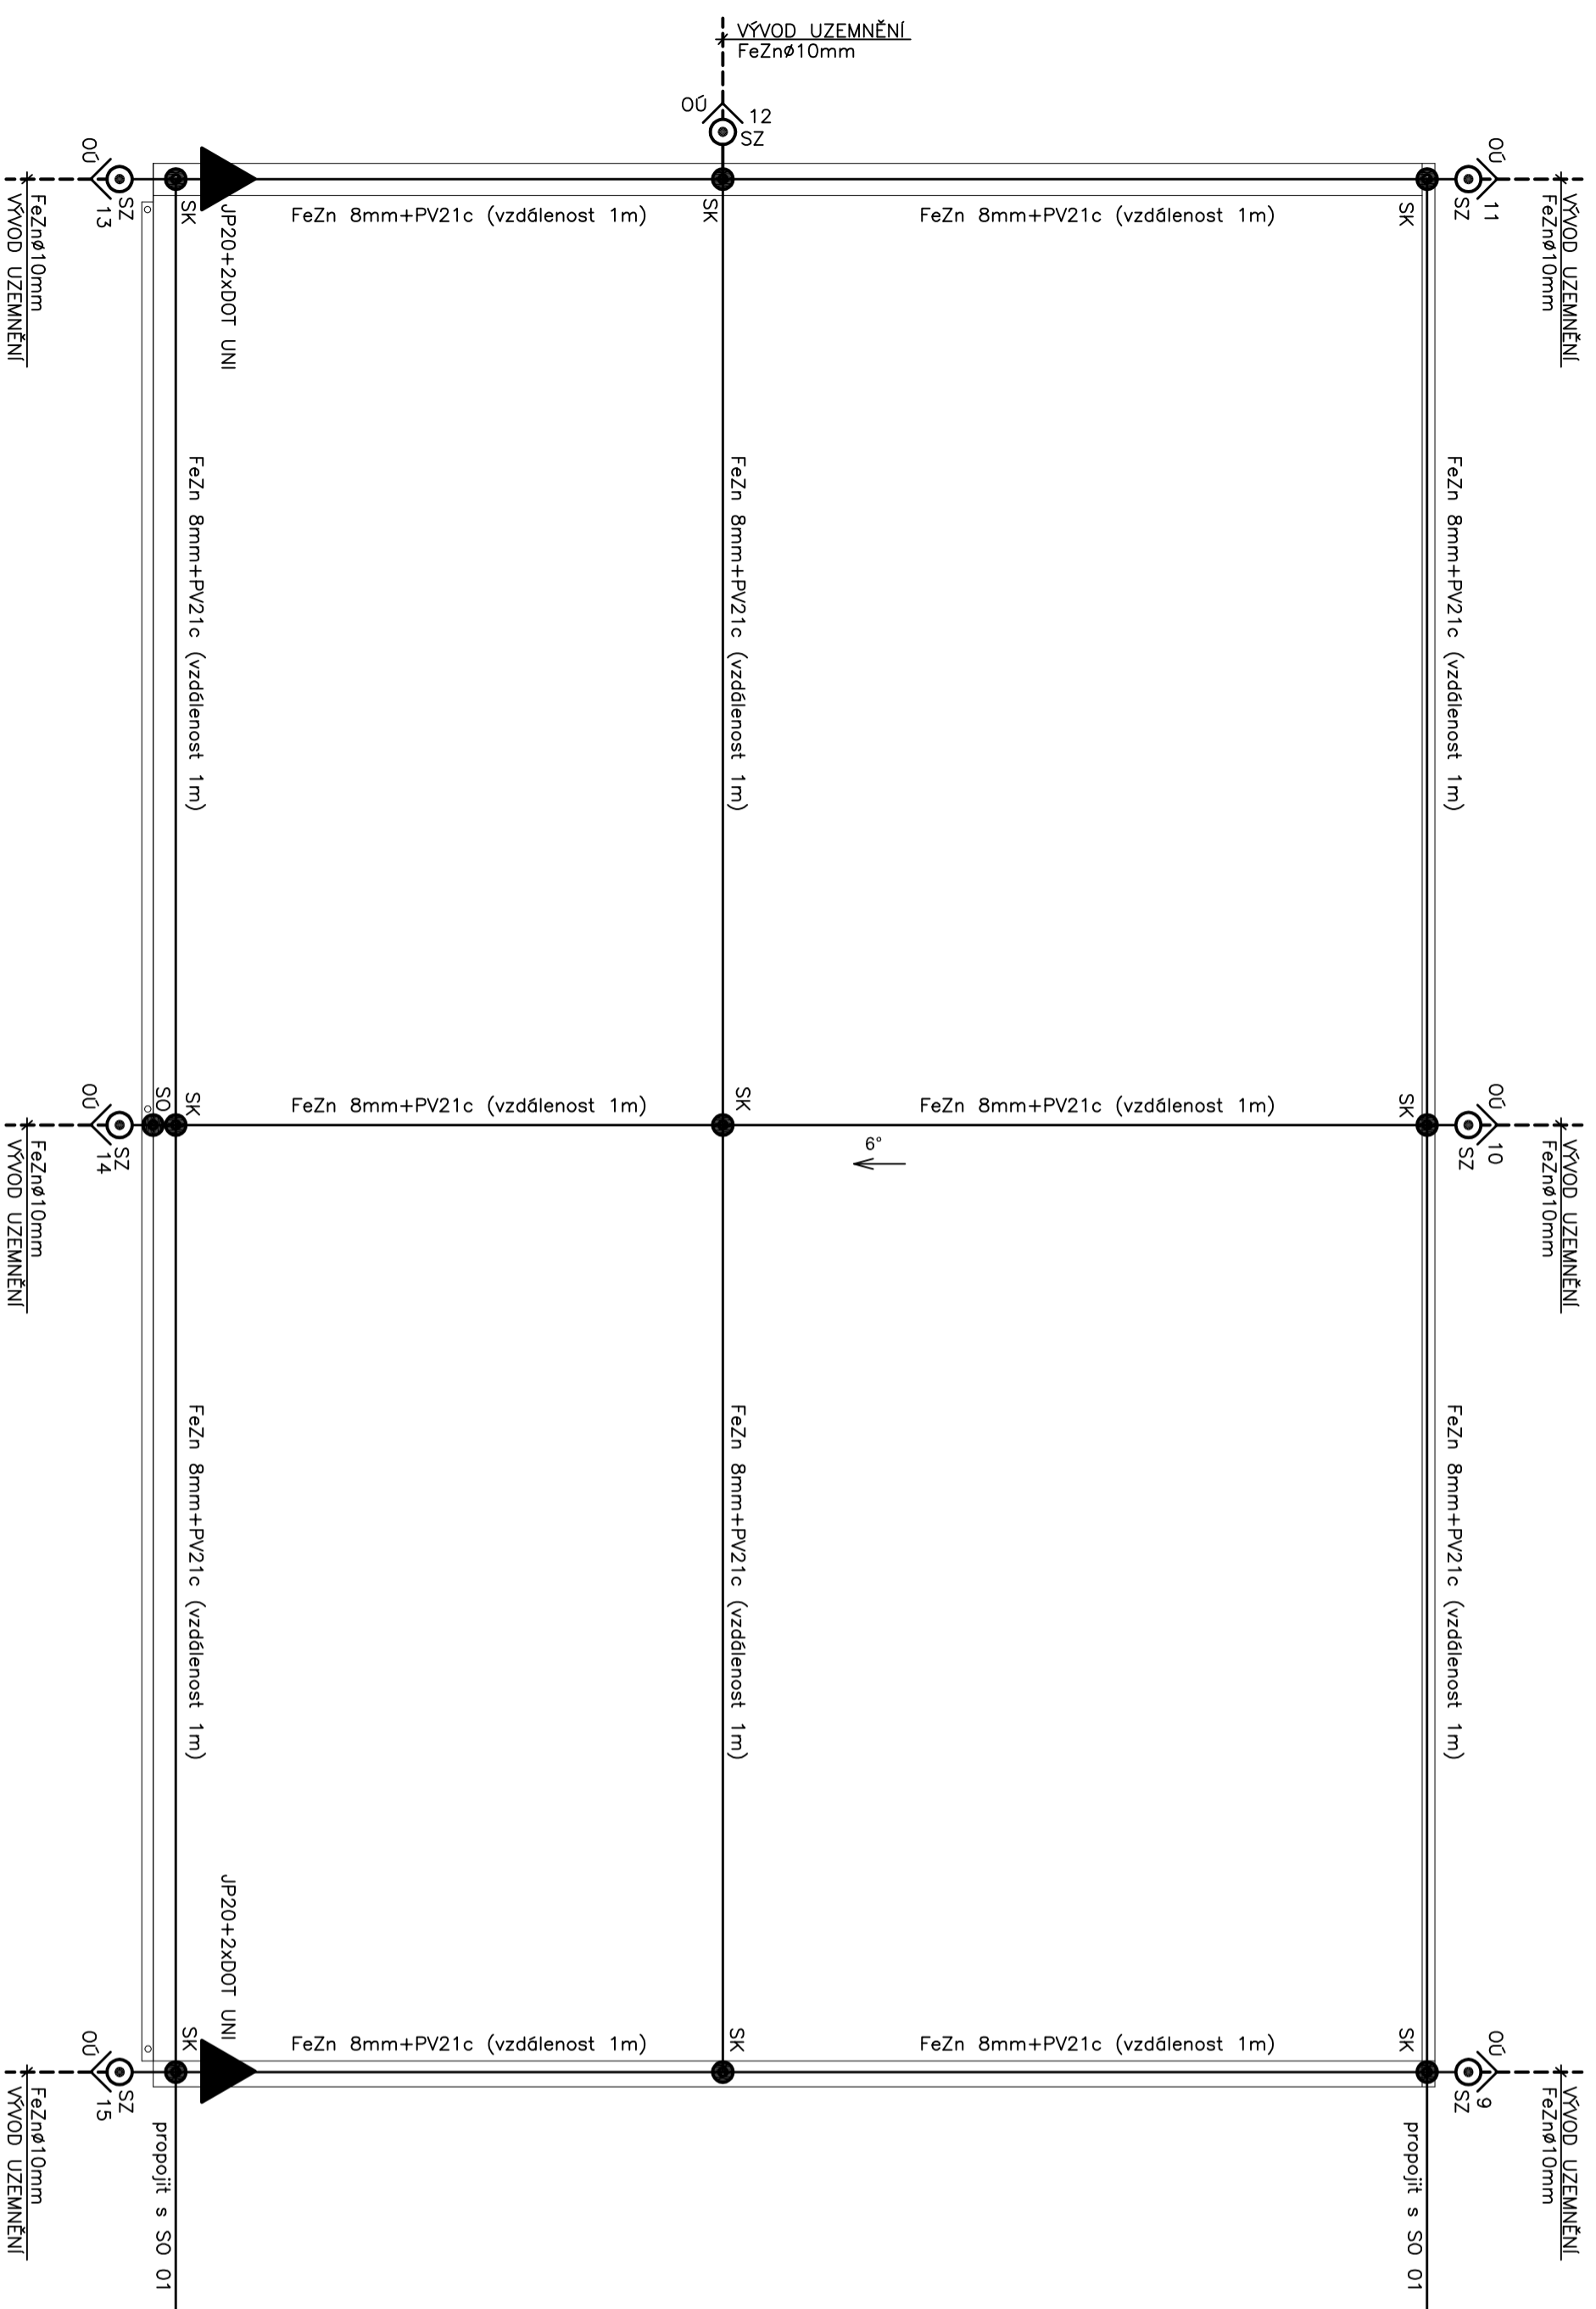 VÝVOD UZEMNĚNÍ
FeZnø10mm
OÚ
12
SZ
OÚ
13
SZ
FeZnø10mm
VÝVOD UZEMNĚNÍ
SK
JP20+2xDOT UNI
FeZn 8mm+PV21c (vzdálenost 1m)
SK
FeZn 8mm+PV21c (vzdálenost 1m)
SK
OÚ
11
SZ
VÝVOD UZEMNĚNÍ
FeZnø10mm
FeZn 8mm+PV21c (vzdálenost 1m)
FeZn 8mm+PV21c (vzdálenost 1m)
FeZn 8mm+PV21c (vzdálenost 1m)
OÚ
14
SZ
SO
SK
FeZnø10mm
VÝVOD UZEMNĚNÍ
FeZn 8mm+PV21c (vzdálenost 1m)
SK
FeZn 8mm+PV21c (vzdálenost 1m)
SK
OÚ
10
SZ
VÝVOD UZEMNĚNÍ
FeZnø10mm
6°
FeZn 8mm+PV21c (vzdálenost 1m)
FeZn 8mm+PV21c (vzdálenost 1m)
FeZn 8mm+PV21c (vzdálenost 1m)
JP20+2xDOT UNI
OÚ
15
SZ
SK
FeZnø10mm
VÝVOD UZEMNĚNÍ
FeZn 8mm+PV21c (vzdálenost 1m)
SK
FeZn 8mm+PV21c (vzdálenost 1m)
SK
OÚ
9
SZ
VÝVOD UZEMNĚNÍ
FeZnø10mm
propojit s SO 01
propojit s SO 01